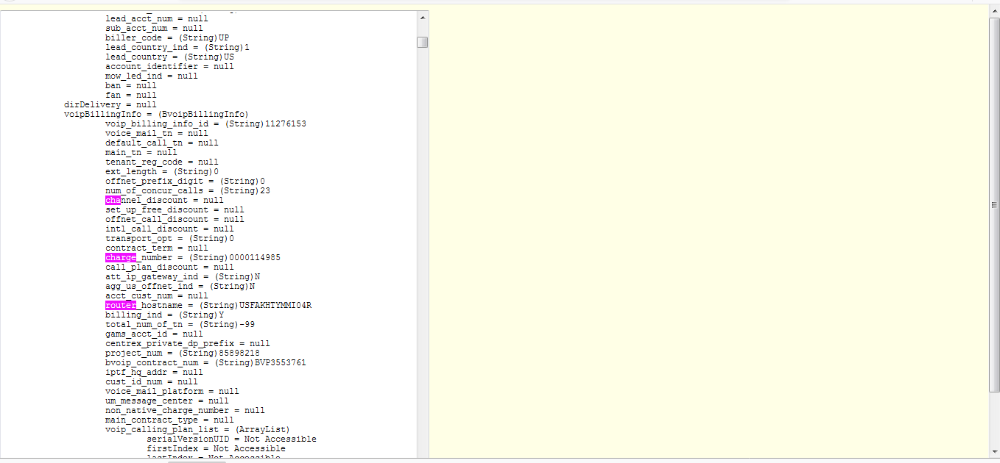 lead_acct_num = null
sub_acct_num = null
biller_code = (String)UP
lead_country_ind = (String)1
lead_country = (String)US
account_identifier = null
mow_led_ind = null
ban = null
fan = null
dirDelivery = null
voipBillingInfo = (BvoipBillingInfo)
voip_billing_info_id = (String)11276153
voice_mail_tn = null
default_call_tn = null
main_tn = null
tenant_reg_code = null
ext_length = (String)0
offnet_prefix_digit = (String)0
num_of_concur_calls = (String)23
channel_discount = null
set_up_free_discount = null
offnet_call_discount = null
intl_call_discount = null
transport_opt = (String)0
contract_term = null
charge_number = (String)0000114985
call_plan_discount = null
att_ip_gateway_ind = (String)N
agg_us_offnet_ind = (String)N
acct_cust_num = null
router_hostname = (String)USFAKHTYMMI04R
billing_ind = (String)Y
total_num_of_tn = (String)-99
gams_acct_id = null
centrex_private_dp_prefix = null
project_num = (String)85898218
bvoip_contract_num = (String)BVP3553761
iptf_hq_addr = null
cust_id_num = null
voice_mail_platform = null
um_message_center = null
non_native_charge_number = null
main_contract_type = null
voip_calling_plan_list = (ArrayList)
serialVersionUID = Not Accessible
firstIndex = Not Accessible
lastIndex = Not Accessible